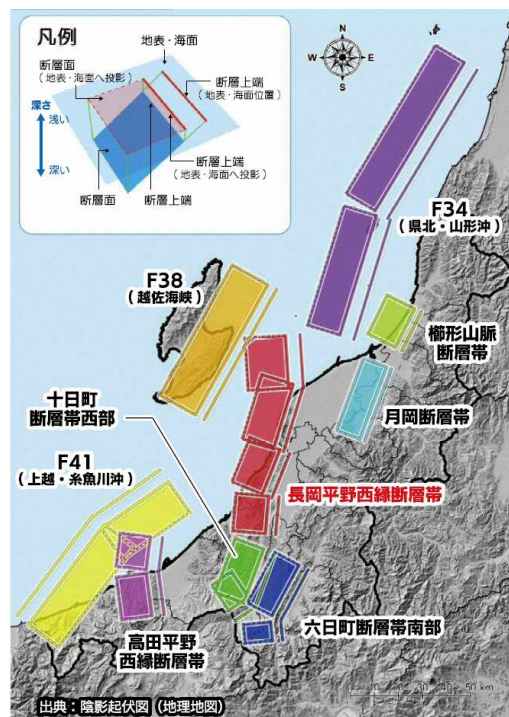 凡例
地表・海面
断層面
(地表・海面へ投影)
断層上端
(地表・海面位置)
深さ
浅い
深い
断層上端
(地表・海面へ投影)
断層面
断層上端
N
W
E
S
F34
(県北・山形沖)
F38
(越佐海峡)
櫛形山脈
断層帯
十日町
断層帯西部
月岡断層帯
F41
(上越・糸魚川沖)
長岡平野西縁断層帯
高田平野
西縁断層帯
六日町断層帯南部
50 km
出典：陰影起伏図（地理地図）